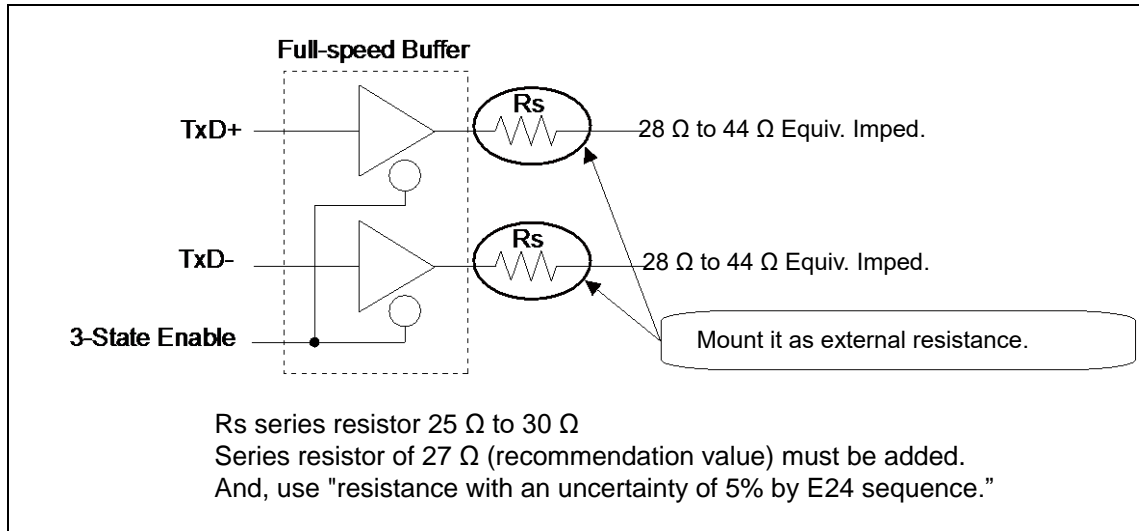 Full-speed Buffer
Rs
TxD+
28 Ω to 44 Ω Equiv. Imped.
Rs
TxD-
28 Ω to 44 Ω Equiv. Imped.
3-State Enable
Mount it as external resistance.
Rs series resistor 25 Ω to 30 Ω
Series resistor of 27 Ω (recommendation value) must be added.
And, use "resistance with an uncertainty of 5% by E24 sequence.”